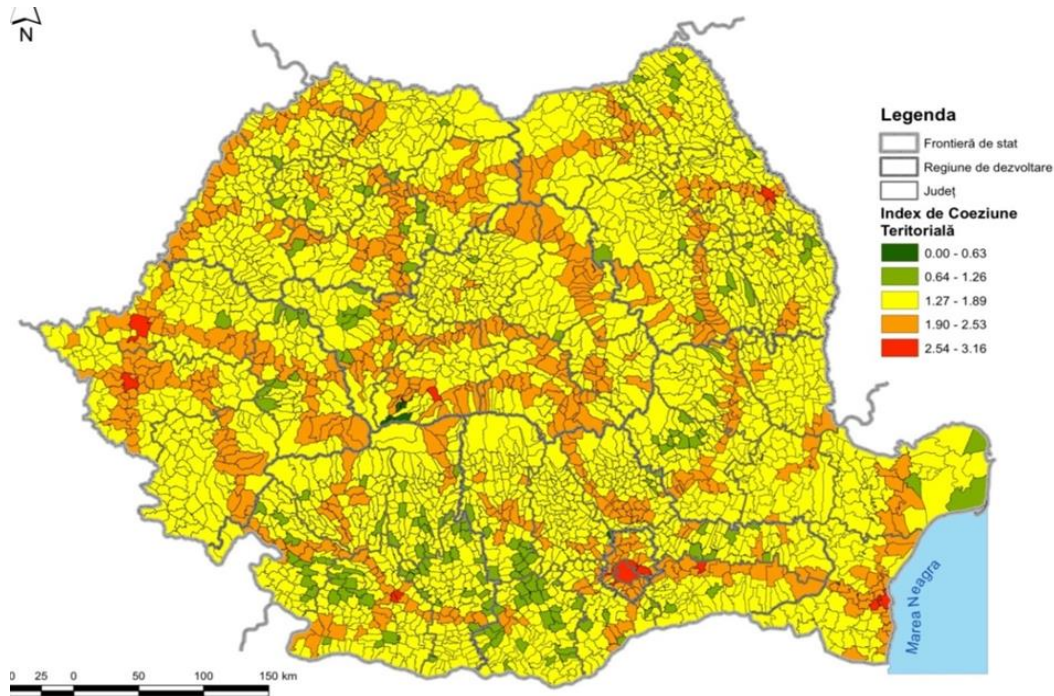 N
Legenda
Frontieră de stat
Regiune de dezvoltare
Județ
Index de Coeziune
Teritorială
0.00 - 0.63
0.64 - 1.26
1.27 - 1.89
1.90 - 2.53
2.54 - 3.16
Marea Neagra
0 25 0 50 100 150 km